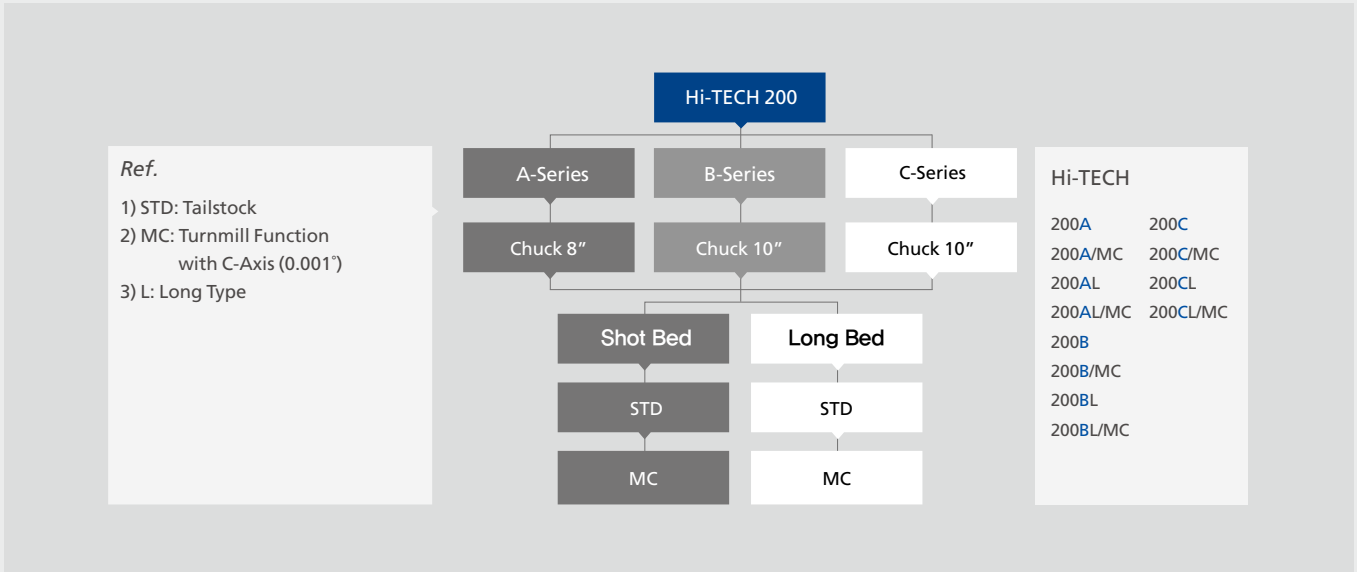 Hi-TECH 200
Ref.
1) STD: Tailstock
2) MC: Turnmill Function
with C-Axis (0.001°)
3) L: Long Type
A-Series
B-Series
C-Series
Chuck 8”
Chuck 10”
Chuck 10”
Shot Bed
Long Bed
STD
STD
MC
MC
Hi-TECH
200A
200A/MC
200AL
200AL/MC
200B
200B/MC
200BL
200BL/MC
200C
200C/MC
200CL
200CL/MC